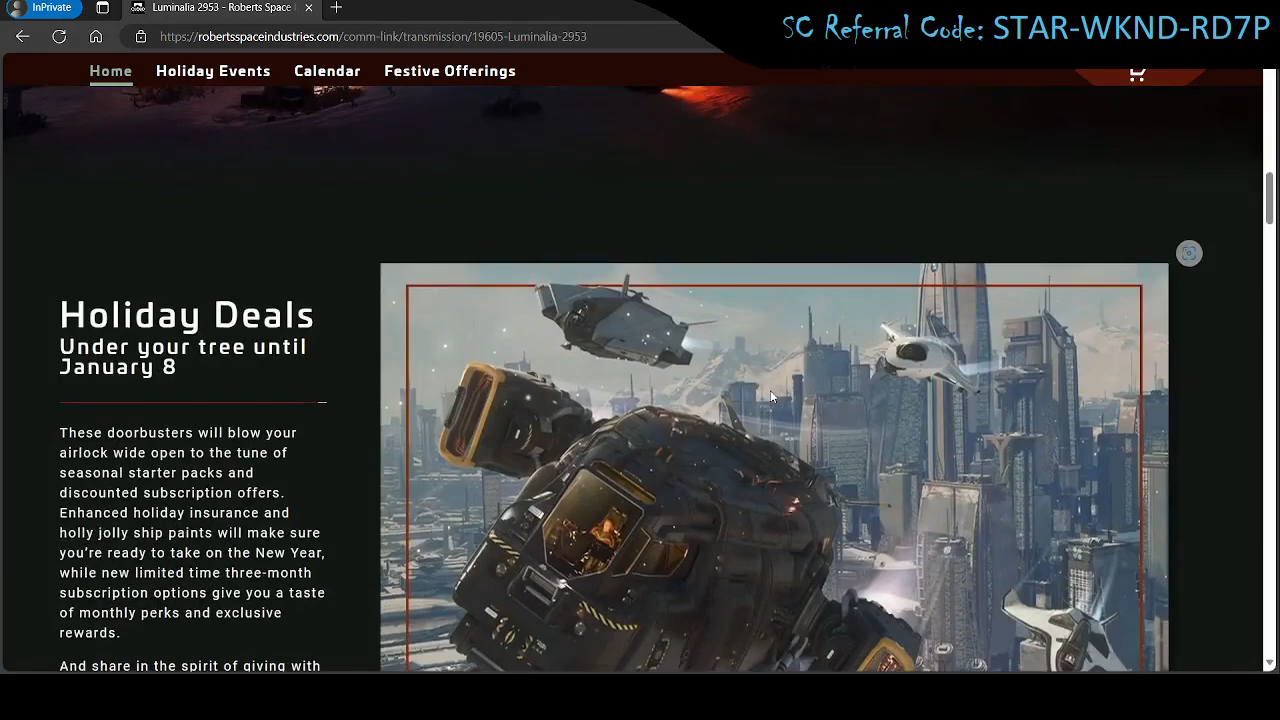 InPrivate
Luminalia 2953 - Roberts Space
https://robertsspaceindustries.com/comm-link/transmission/19605-Luminalia-2953
SC Referral Code: STAR-WKND-RD7P
Home Holiday Events Calendar Festive Offerings
Holiday Deals
Under your tree until
January 8
These doorbusters will blow your
airlock wide open to the tune of
seasonal starter packs and
discounted subscription offers.
Enhanced holiday insurance and
holly jolly ship paints will make sure
you’re ready to take on the New Year,
while new limited time three-month
subscription options give you a taste
of monthly perks and exclusive
rewards.
And share in the spirit of giving with